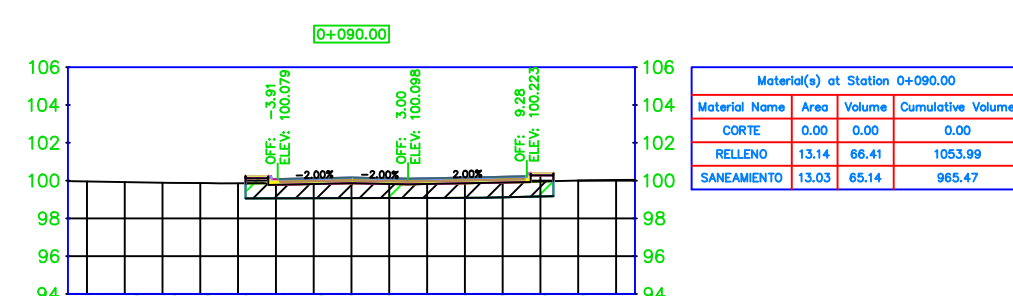 0+090.00
106 106
104 104
102 102
100 100
98 98
96 96
94 94
OFF: -3.91
ELEV: 100.079
OFF: 3.00
ELEV: 100.098
OFF: 9.28
ELEV: 100.223
-2.00% -2.00% 2.00%
Material(s) at Station 0+090.00
Material Name Area Volume Cumulative Volume
CORTE 0.00 0.00 0.00
RELLENO 13.14 66.41 1053.99
SANEAMIENTO 13.03 65.14 965.47